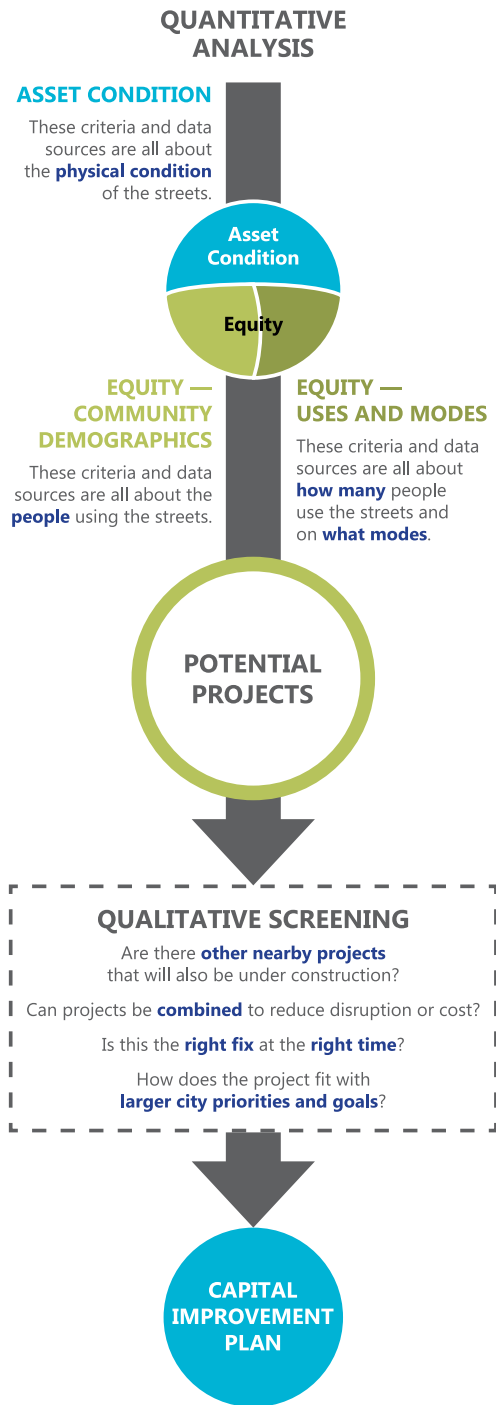 QUANTITATIVE
ANALYSIS
ASSET CONDITION
These criteria and data
sources are all about
the physical condition
of the streets.
Asset
Condition
Equity
EQUITY —
COMMUNITY
DEMOGRAPHICS
These criteria and data
sources are all about the
people using the streets.
EQUITY —
USES AND MODES
These criteria and data
sources are all about
how many people
use the streets and
on what modes.
POTENTIAL
PROJECTS
QUALITATIVE SCREENING
Are there other nearby projects
that will also be under construction?
Can projects be combined to reduce disruption or cost?
Is this the right fix at the right time?
How does the project fit with
larger city priorities and goals?
CAPITAL
IMPROVEMENT
PLAN